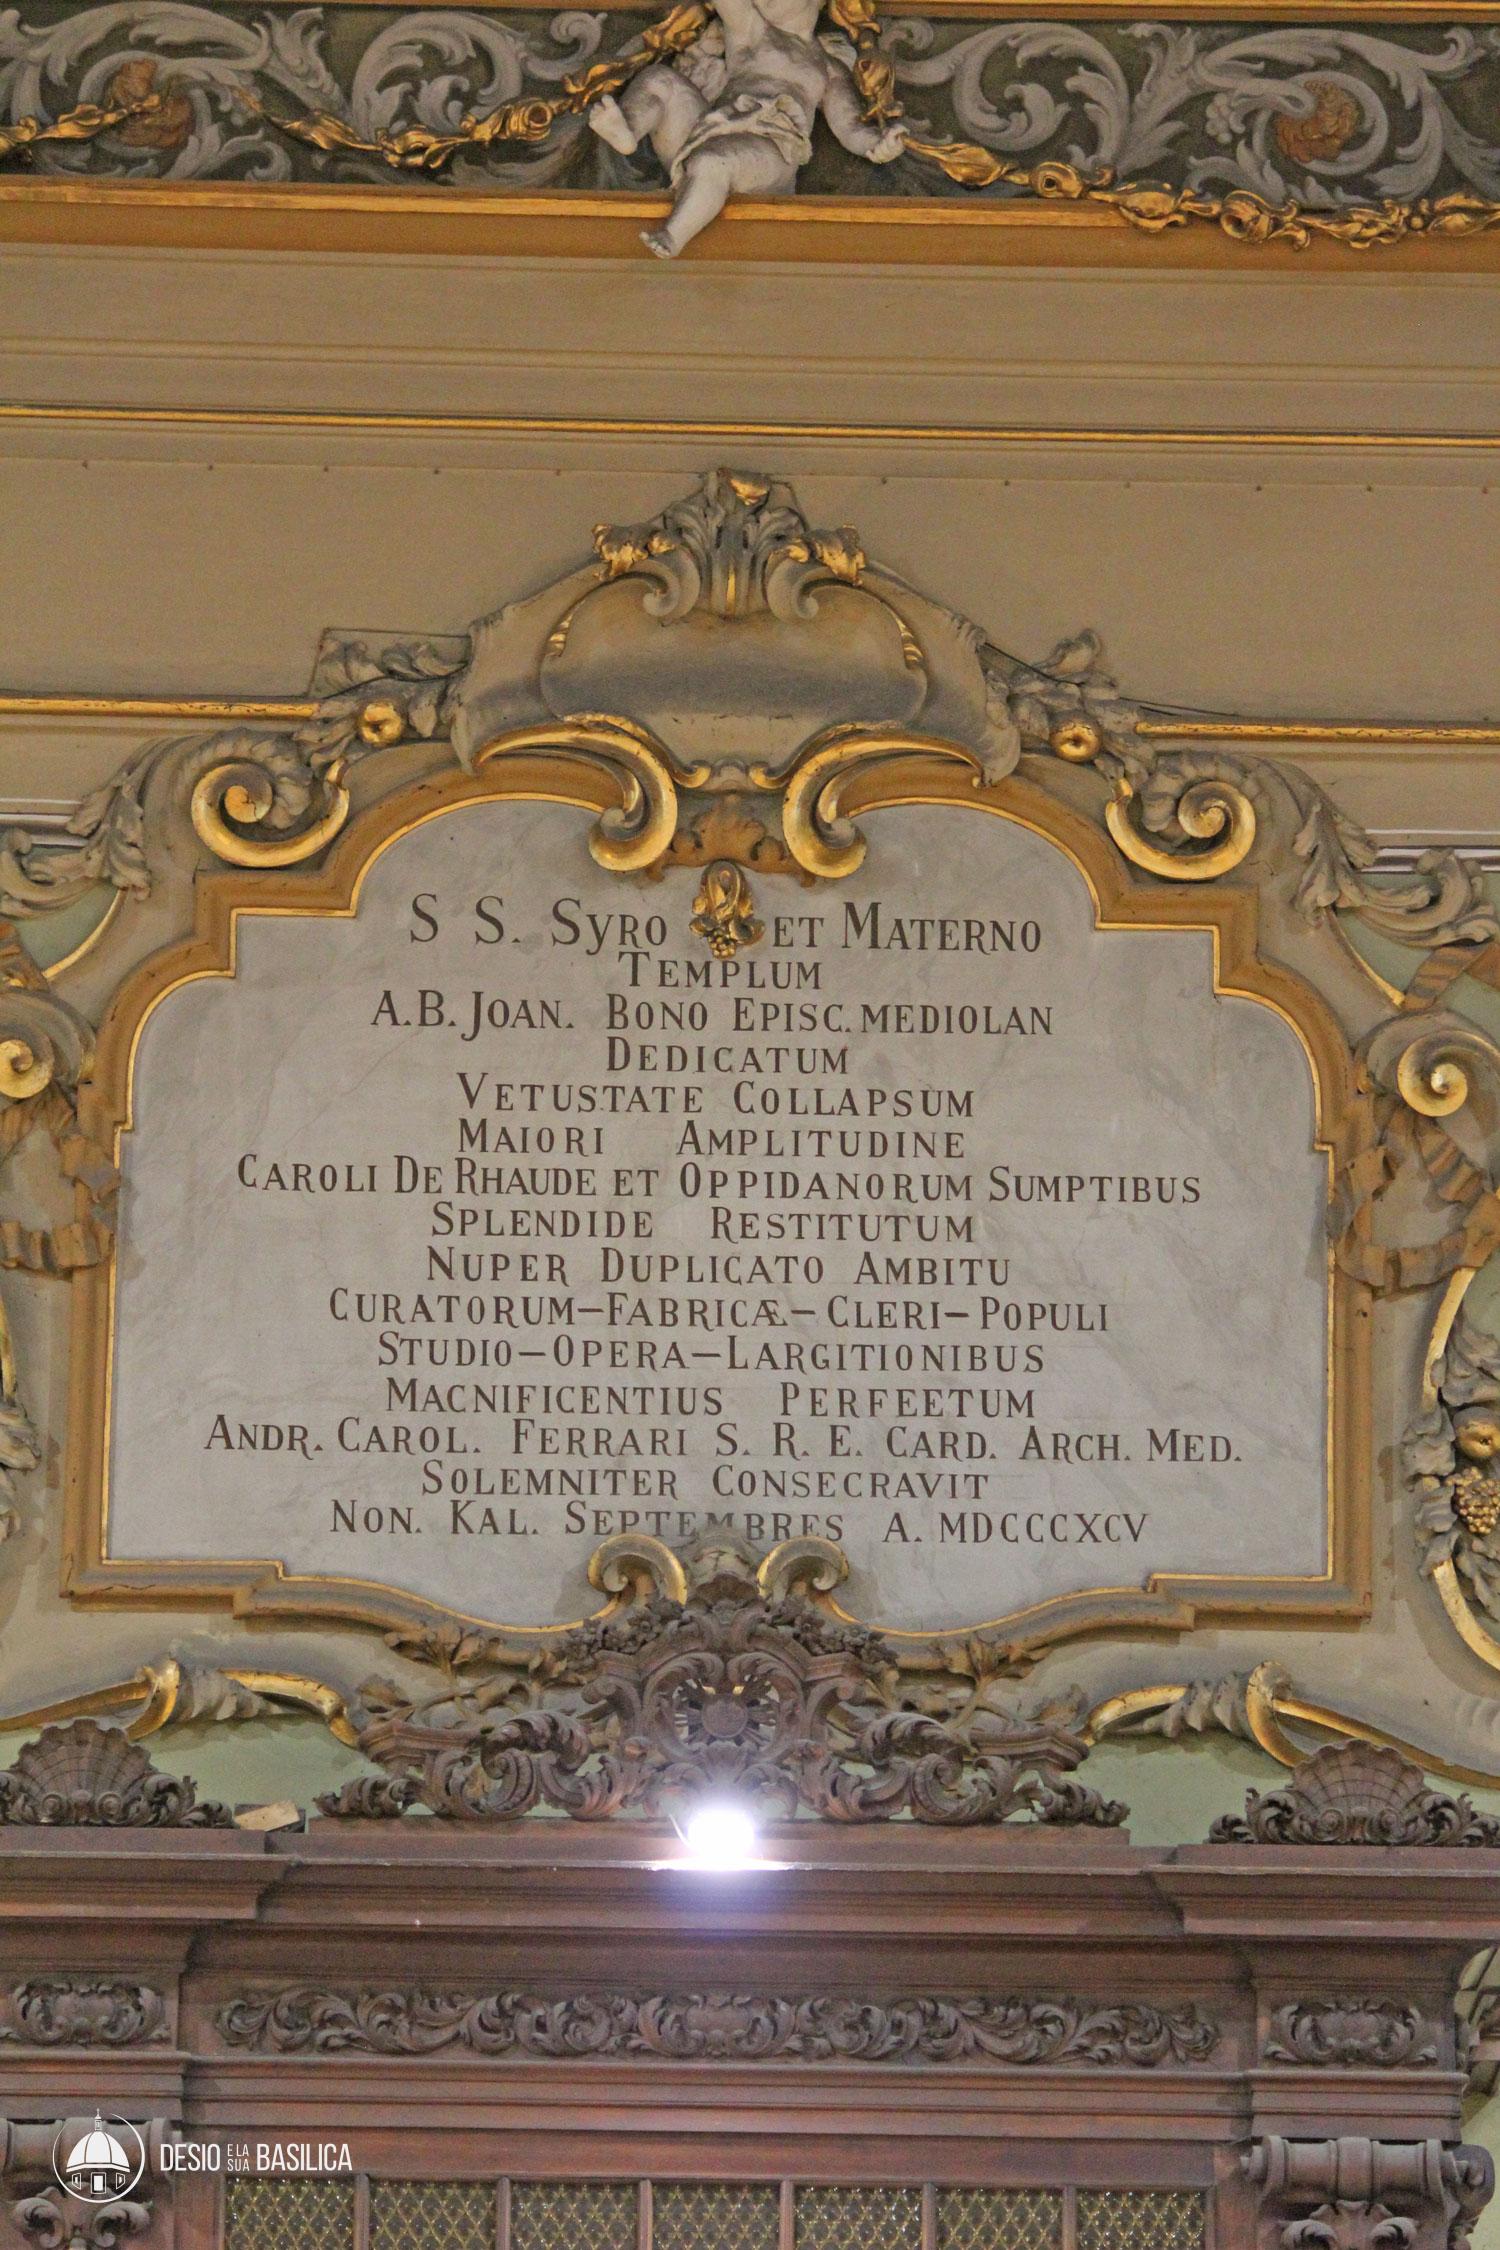 S S. SYRO ET MATERNO
TEMPLUM
A.B. JOAN. BONO EPISC. MEDIOLAN
DEDICATUM
VETUSTATE COLLAPSUM
MAIORI AMPLITUDINE
CAROLI DE RHAUDE ET OPPIDANORUM SUMPTIBUS
SPLENDIDE RESTITUTUM
NUPER DUPLICATO AMBITU
CURATORUM-FABRICÆ-CLERI-POPULI
STUDIO-OPERA-LARGITIONIBUS
MACNIFICENTIUS PERFEETUM
ANDR. CAROL. FERRARI S. R. E. CARD. ARCH. MED.
SOLEMNITER CONSECRAVIT
NON. KAL. SEPTEMBRES A. MDCCCXCV
DESIO E LA SUA BASILICA